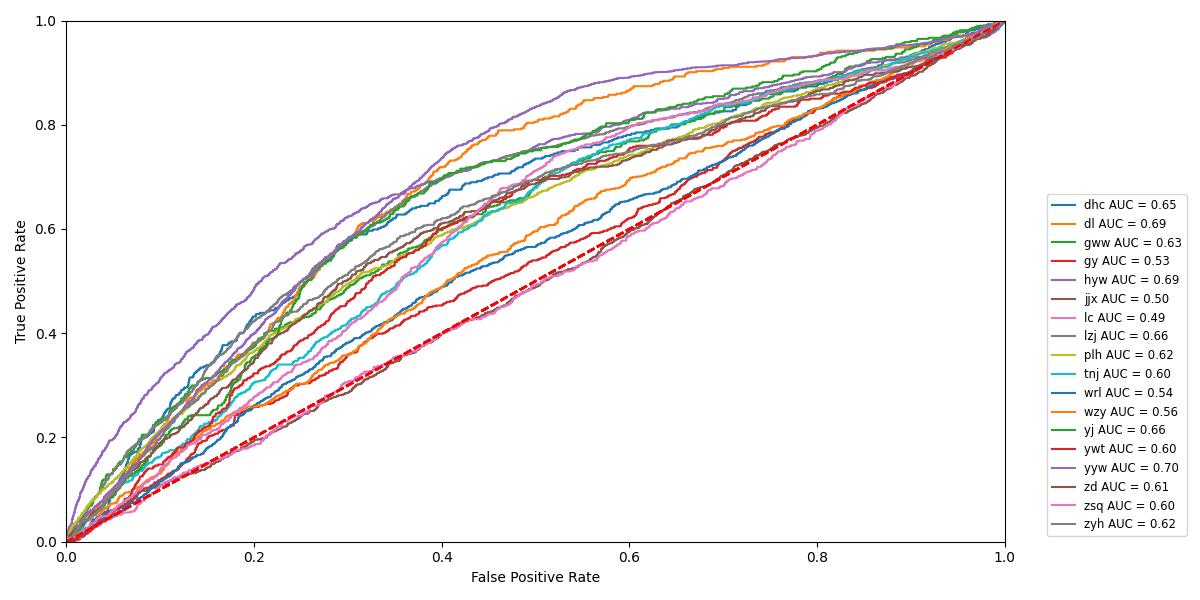 1.0
0.8
0.6
0.4
0.2
0.0
True Positive Rate
0.0 0.2 0.4 0.6 0.8 1.0
False Positive Rate
dhc AUC = 0.65
dl AUC = 0.69
gww AUC = 0.63
gy AUC = 0.53
hyw AUC = 0.69
jjx AUC = 0.50
lc AUC = 0.49
lzj AUC = 0.66
plh AUC = 0.62
tnj AUC = 0.60
wrl AUC = 0.54
wzy AUC = 0.56
yj AUC = 0.66
ywt AUC = 0.60
yyw AUC = 0.70
zd AUC = 0.61
zsq AUC = 0.60
zyh AUC = 0.62